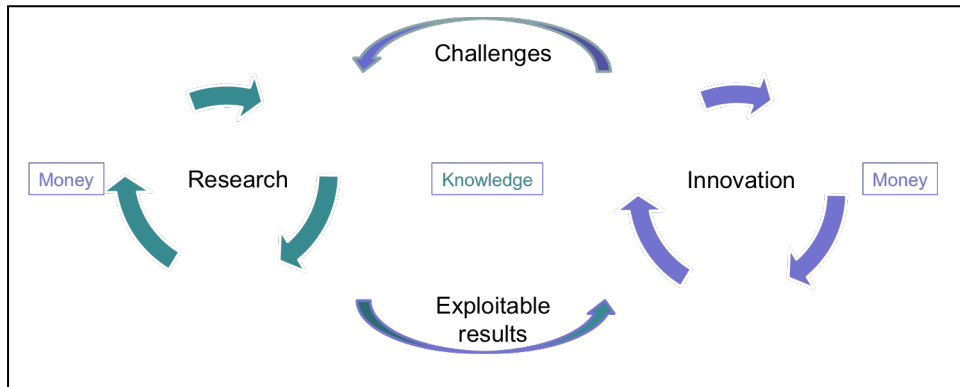 Challenges
Money
Research
Knowledge
Innovation
Money
Exploitable
results